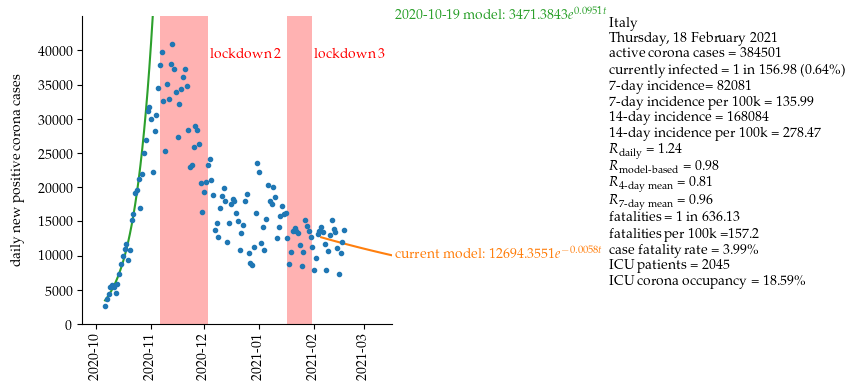 2020-10-19 model: 3471.3843e^0.0951t
Italy
Thursday, 18 February 2021
active corona cases = 384501
currently infected = 1 in 156.98 (0.64%)
7-day incidence= 82081
7-day incidence per 100k = 135.99
14-day incidence = 168084
14-day incidence per 100k = 278.47
R_daily = 1.24
R_model-based = 0.98
R_4-day mean = 0.81
R_7-day mean = 0.96
fatalities = 1 in 636.13
fatalities per 100k =157.2
case fatality rate = 3.99%
ICU patients = 2045
ICU corona occupancy = 18.59%
lockdown 2
lockdown 3
current model: 12694.3551e^−0.0058t
daily new positive corona cases
40000
35000
30000
25000
20000
15000
10000
5000
0
2020-10
2020-11
2020-12
2021-01
2021-02
2021-03